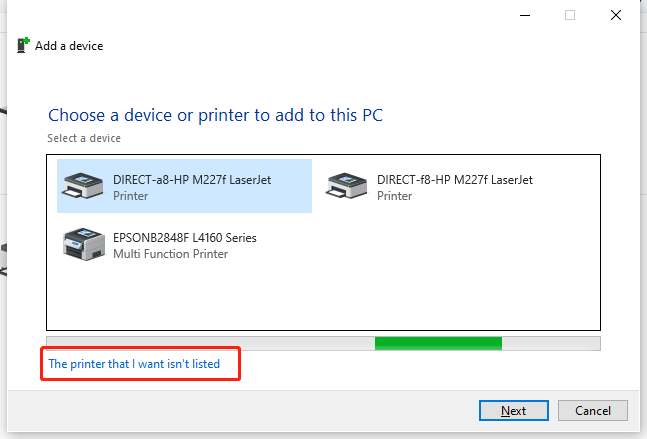 Add a device
Choose a device or printer to add to this PC
Select a device
DIRECT-a8-HP M227f LaserJet
Printer
DIRECT-f8-HP M227f LaserJet
Printer
EPSONB2848F L4160 Series
Multi Function Printer
The printer that I want isn't listed
Next
Cancel